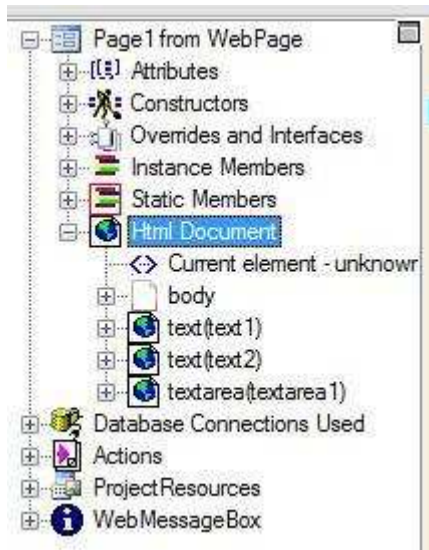 Page1 from WebPage
Attributes
Constructors
Overrides and Interfaces
Instance Members
Static Members
Html Document
Current element - unknowr
body
text(text1)
text(text2)
textarea(textarea1)
Database Connections Used
Actions
ProjectResources
WebMessageBox